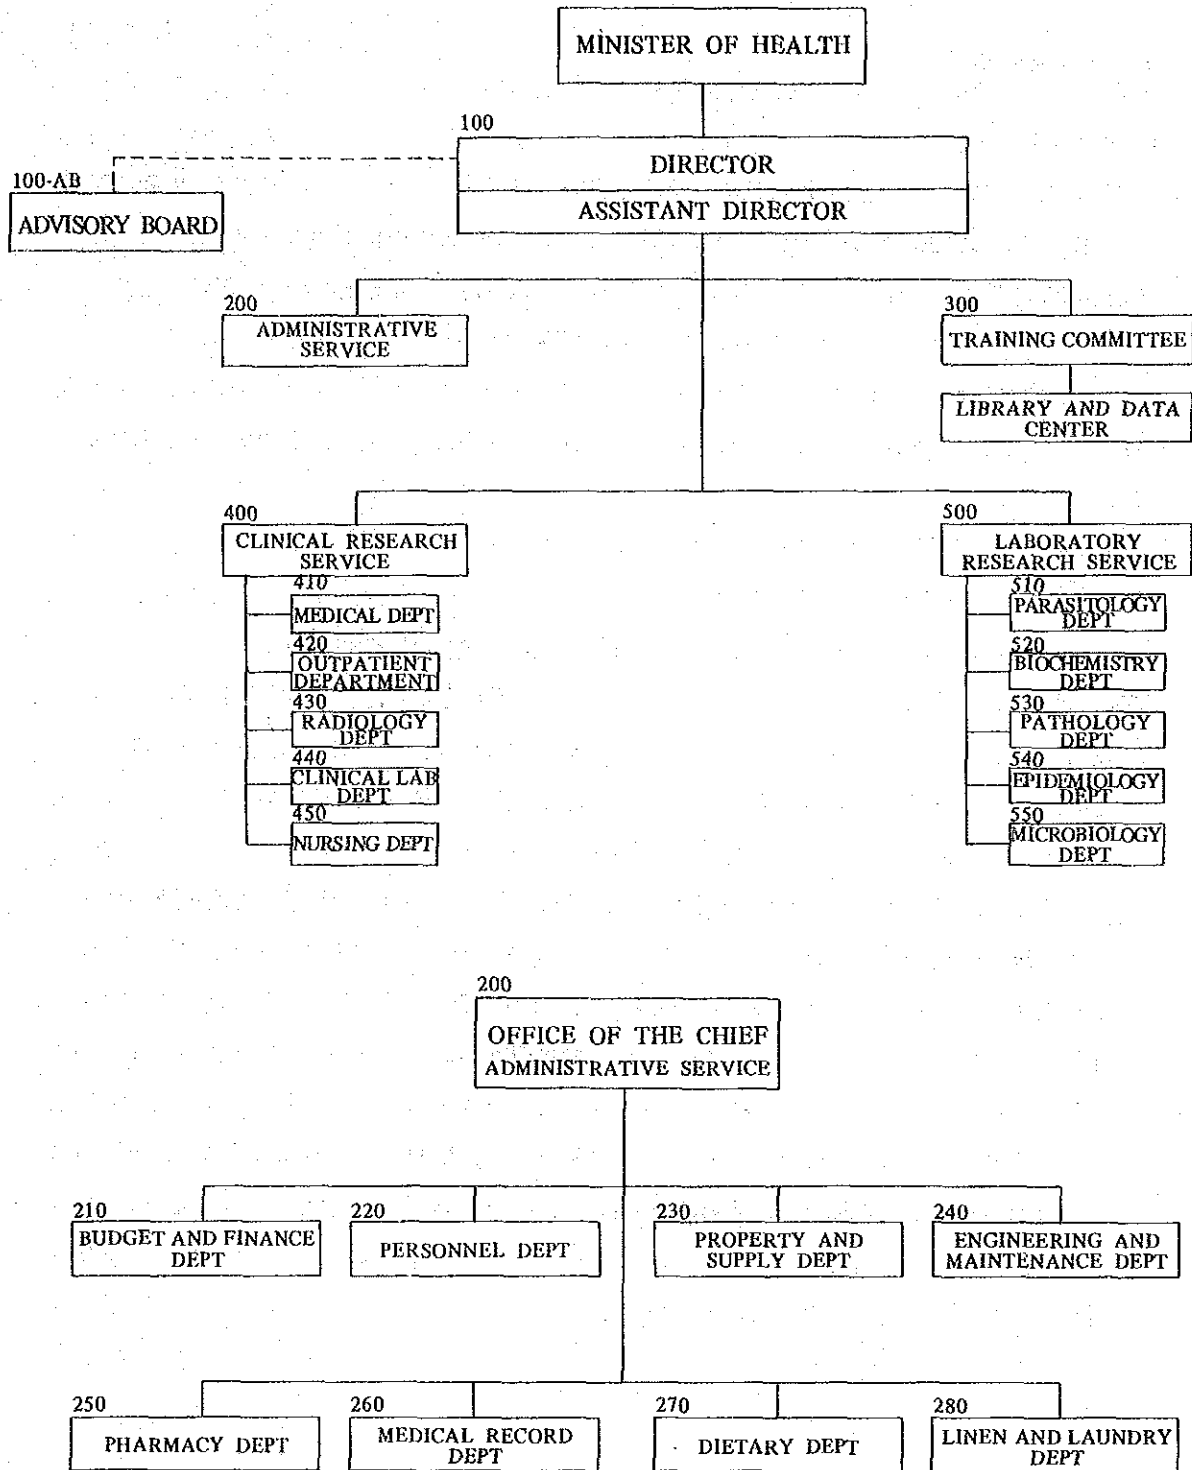 MINISTER OF HEALTH
100
DIRECTOR
ASSISTANT DIRECTOR
100-AB
ADVISORY BOARD
200
ADMINISTRATIVE
SERVICE
300
TRAINING COMMITTEE
LIBRARY AND DATA
CENTER
400
CLINICAL RESEARCH
SERVICE
410
MEDICAL DEPT
420
OUTPATIENT
DEPARTMENT
430
RADIOLOGY
DEPT
440
CLINICAL LAB
DEPT
450
NURSING DEPT
500
LABORATORY
RESEARCH SERVICE
510
PARASITOLOGY
DEPT
520
BIOCHEMISTRY
DEPT
530
PATHOLOGY
DEPT
540
EPIDEMIOLOGY
DEPT
550
MICROBIOLOGY
DEPT
200
OFFICE OF THE CHIEF
ADMINISTRATIVE SERVICE
210
BUDGET AND FINANCE
DEPT
220
PERSONNEL DEPT
230
PROPERTY AND
SUPPLY DEPT
240
ENGINEERING AND
MAINTENANCE DEPT
250
PHARMACY DEPT
260
MEDICAL RECORD
DEPT
270
DIETARY DEPT
280
LINEN AND LAUNDRY
DEPT